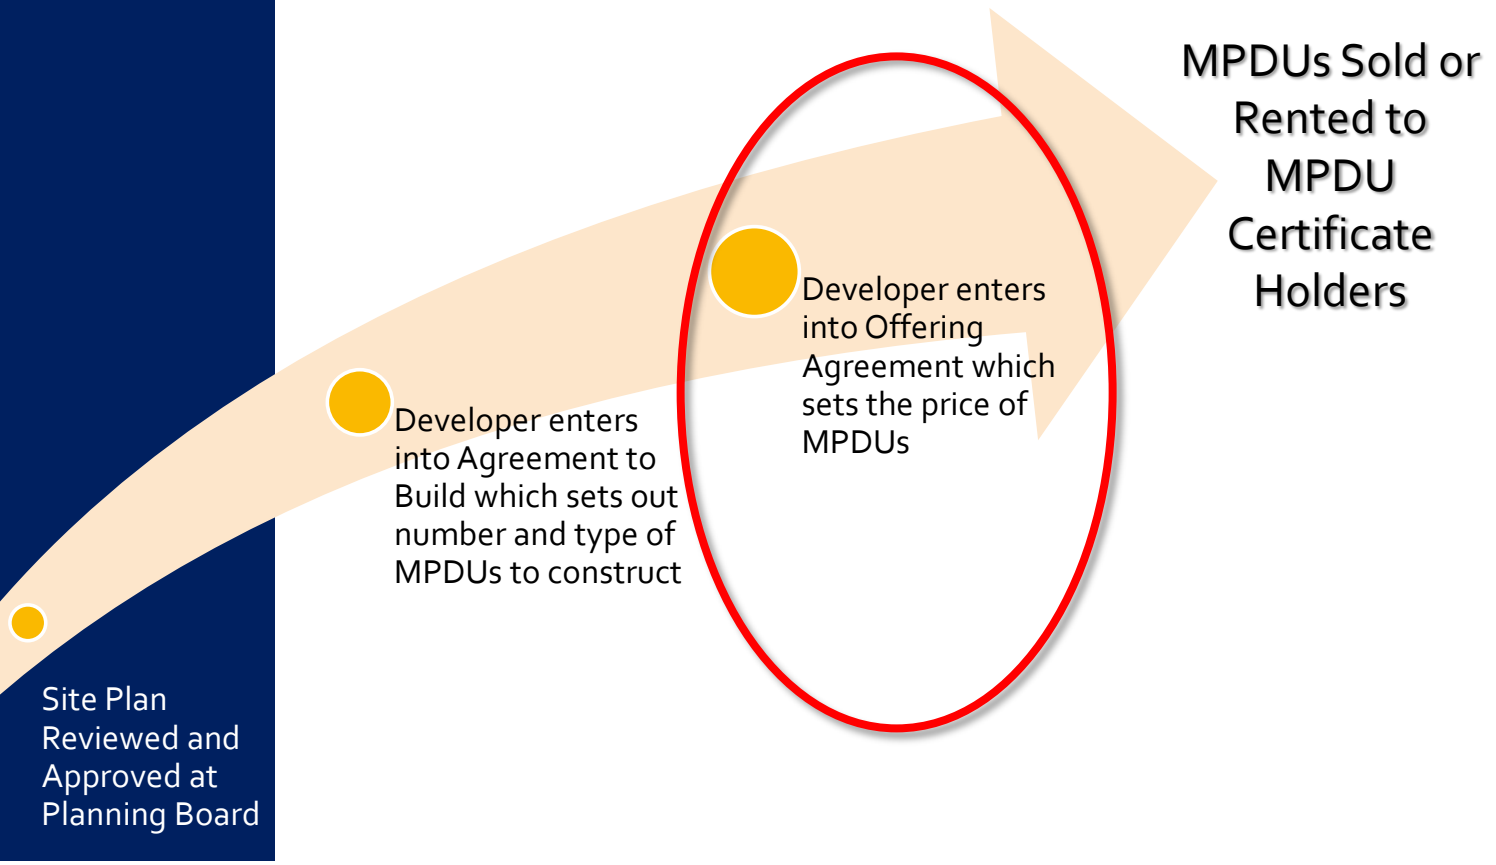 Site Plan
Reviewed and
Approved at
Planning Board
Developer enters
into Agreement to
Build which sets out
number and type of
MPDUs to construct
Developer enters
into Offering
Agreement which
sets the price of
MPDUs
MPDUs Sold or
Rented to
MPDU
Certificate
Holders